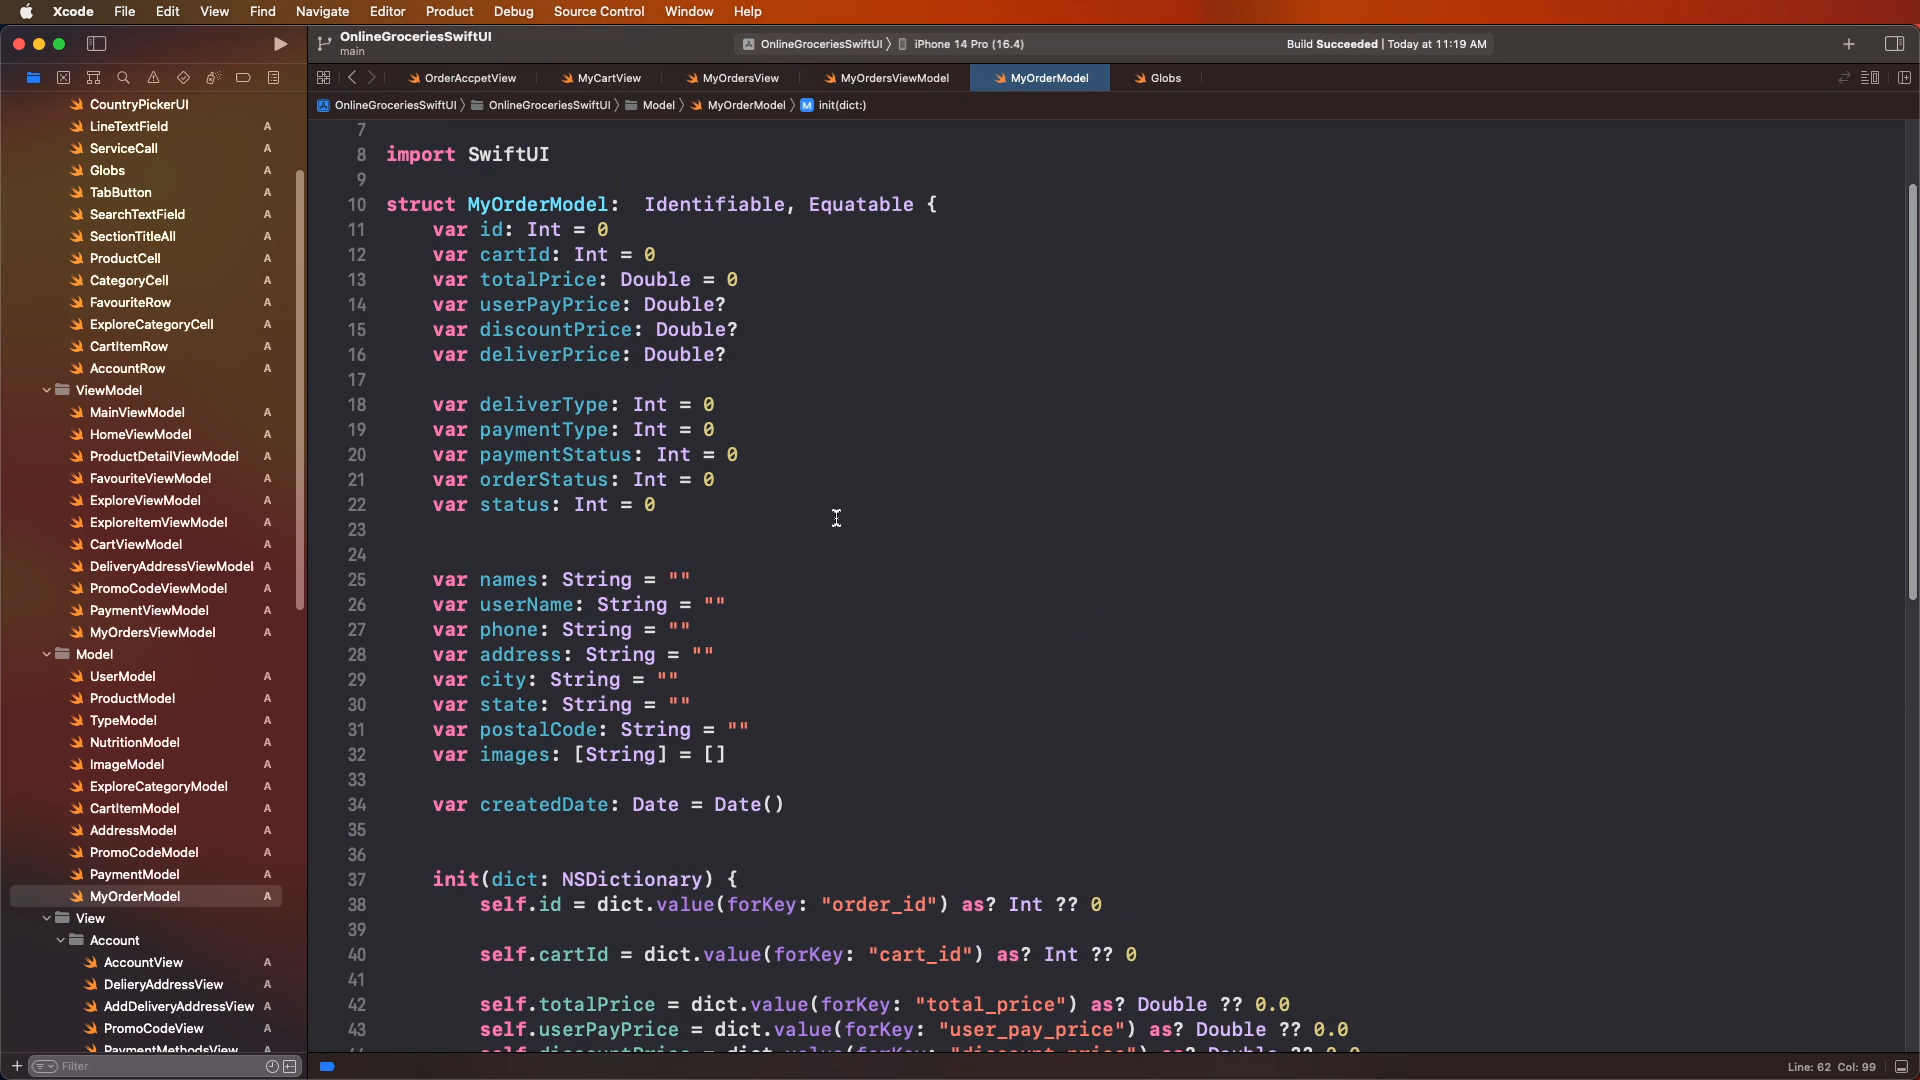 Xcode File Edit View Find Navigate Editor Product Debug Source Control Window Help
OnlineGroceriesSwiftUI
main
OnlineGroceriesSwiftUI 〉 iPhone 14 Pro (16.4)
Build Succeeded | Today at 11:19 AM
OrderAccpetView MyCartView MyOrdersView MyOrdersViewModel MyOrderModel Globs
OnlineGroceriesSwiftUI 〉 OnlineGroceriesSwiftUI 〉 Model 〉 MyOrderModel 〉 M init(dict:)
CountryPickerUI
LineTextField A
ServiceCall A
Globs A
TabButton A
SearchTextField A
SectionTitleAll A
ProductCell A
CategoryCell A
FavouriteRow A
ExploreCategoryCell A
CartItemRow A
AccountRow A
ViewModel
MainViewModel A
HomeViewModel A
ProductDetailViewModel A
FavouriteViewModel A
ExploreViewModel A
ExploreItemViewModel A
CartViewModel A
DeliveryAddressViewModel A
PromoCodeViewModel A
PaymentViewModel A
MyOrdersViewModel A
Model
UserModel A
ProductModel A
TypeModel A
NutritionModel A
ImageModel A
ExploreCategoryModel A
CartItemModel A
AddressModel A
PromoCodeModel A
PaymentModel A
MyOrderModel A
View
Account
AccountView A
DelieryAddressView A
AddDeliveryAddressView A
PromoCodeView A
PaymentMethodsView A
Filter
7
8 import SwiftUI
9
10 struct MyOrderModel:  Identifiable, Equatable {
11 var id: Int = 0
12 var cartId: Int = 0
13 var totalPrice: Double = 0
14 var userPayPrice: Double?
15 var discountPrice: Double?
16 var deliverPrice: Double?
17
18 var deliverType: Int = 0
19 var paymentType: Int = 0
20 var paymentStatus: Int = 0
21 var orderStatus: Int = 0
22 var status: Int = 0
23
24
25 var names: String = ""
26 var userName: String = ""
27 var phone: String = ""
28 var address: String = ""
29 var city: String = ""
30 var state: String = ""
31 var postalCode: String = ""
32 var images: [String] = []
33
34 var createdDate: Date = Date()
35
36
37 init(dict: NSDictionary) {
38 self.id = dict.value(forKey: "order_id") as? Int ?? 0
39
40 self.cartId = dict.value(forKey: "cart_id") as? Int ?? 0
41
42 self.totalPrice = dict.value(forKey: "total_price") as? Double ?? 0.0
43 self.userPayPrice = dict.value(forKey: "user_pay_price") as? Double ?? 0.0
44 self.discountPrice = dict.value(forKey: "discount_price") as? Double ?? 0.0
Line: 62 Col: 99